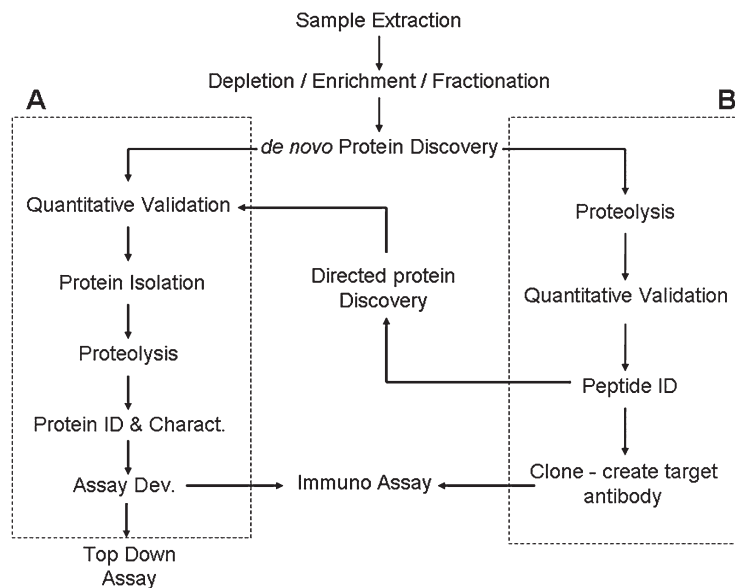 Sample Extraction
Depletion / Enrichment / Fractionation
A
B
de novo Protein Discovery
Quantitative Validation
Protein Isolation
Proteolysis
Protein ID & Charact.
Assay Dev.
Top Down
Assay
Directed protein
Discovery
Immuno Assay
Proteolysis
Quantitative Validation
Peptide ID
Clone - create target
antibody